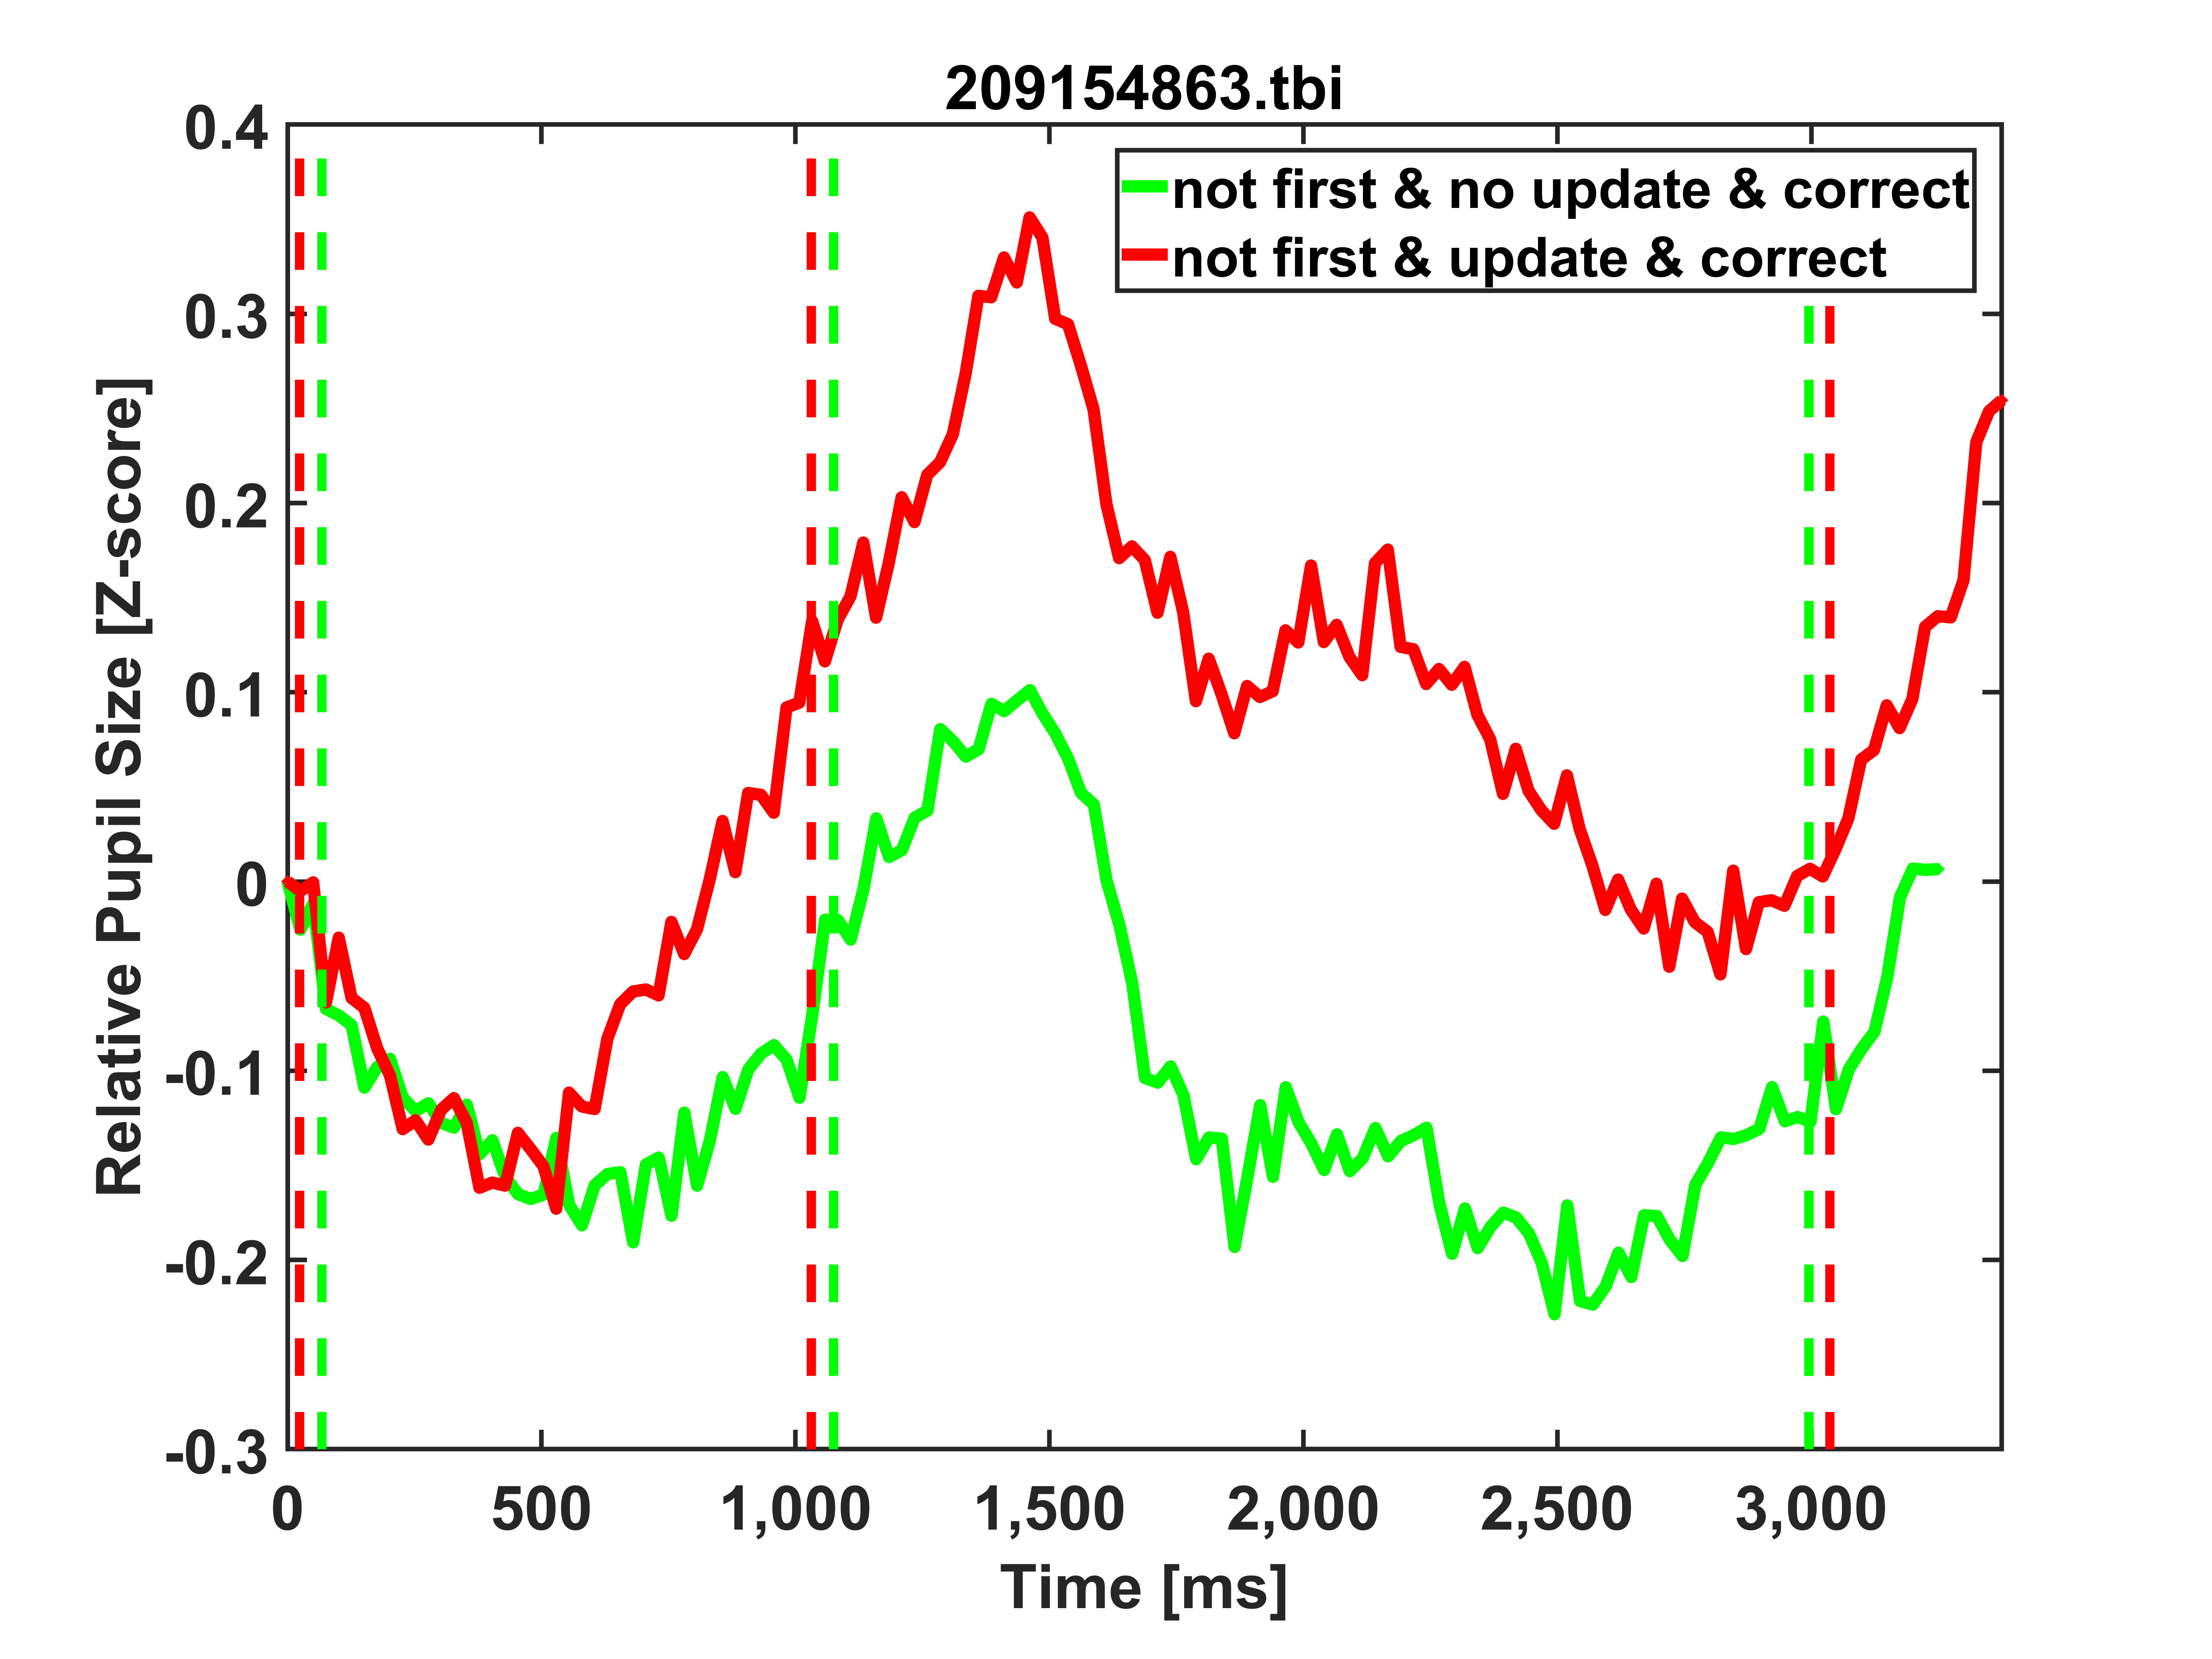 209154863.tbi
not first & no update & correct
not first & update & correct
Relative Pupil Size [Z-score]
0.4
0.3
0.2
0.1
0
-0.1
-0.2
-0.3
0 500 1,000 1,500 2,000 2,500 3,000
Time [ms]